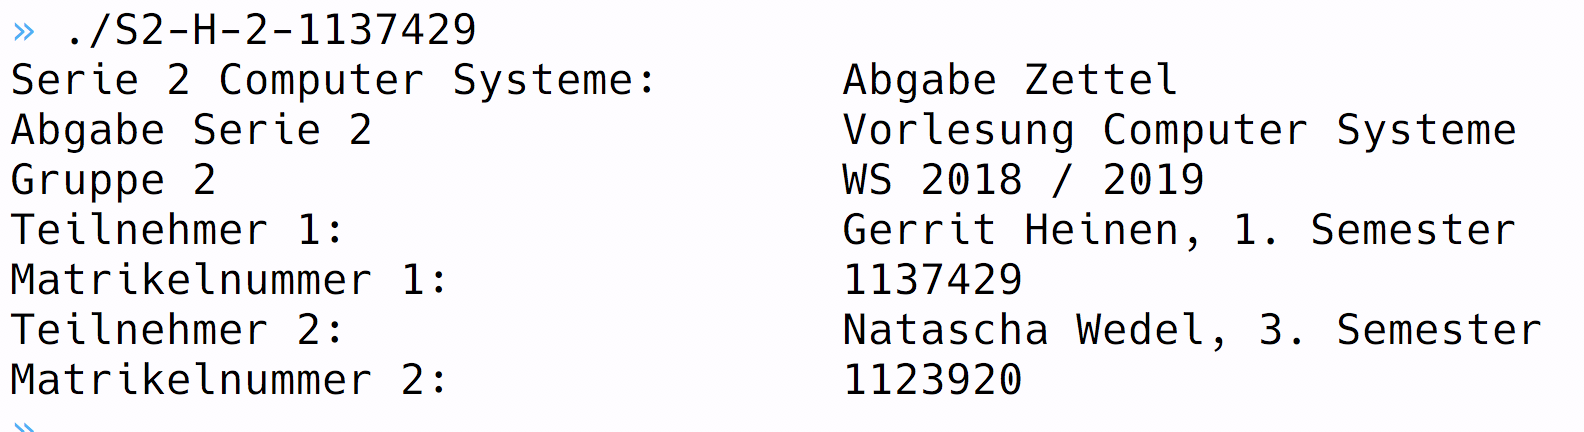 » ./S2-H-2-1137429
Serie 2 Computer Systeme: Abgabe Zettel
Abgabe Serie 2 Vorlesung Computer Systeme
Gruppe 2 WS 2018 / 2019
Teilnehmer 1: Gerrit Heinen, 1. Semester
Matrikelnummer 1: 1137429
Teilnehmer 2: Natascha Wedel, 3. Semester
Matrikelnummer 2: 1123920
»